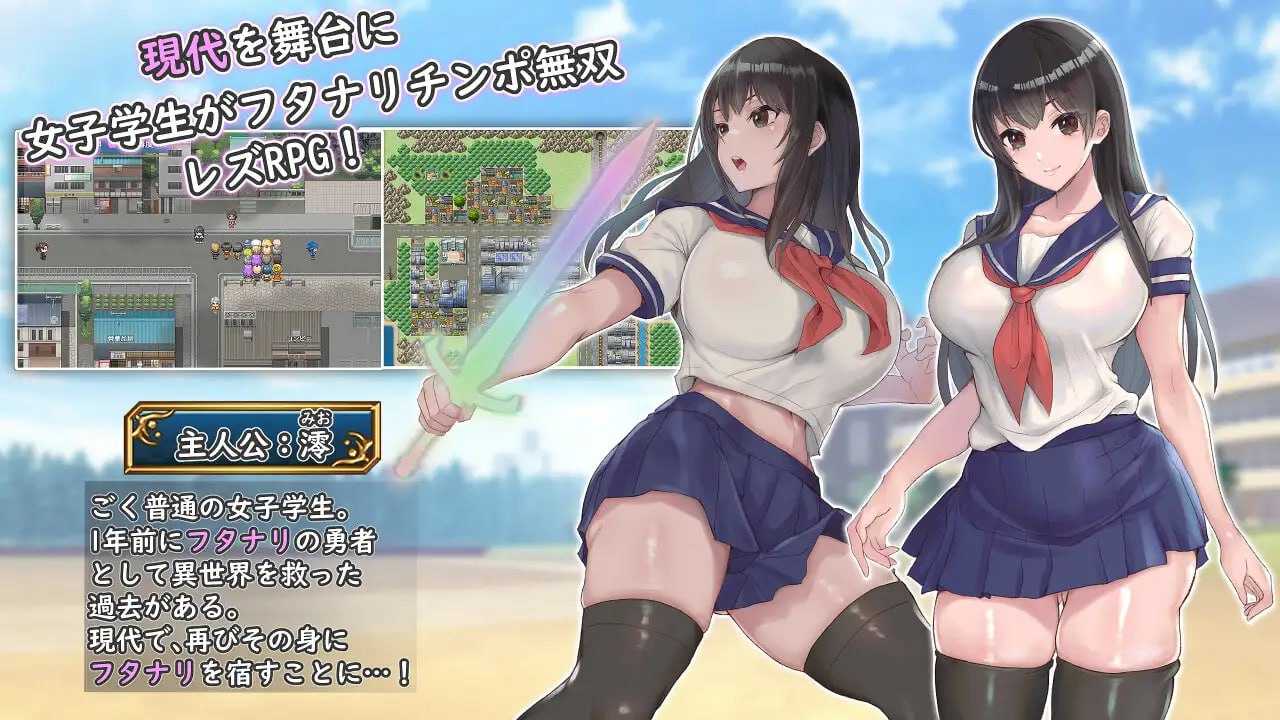 現代を舞台に
女子学生がフタナリチンポ無双
レズRPG!
みお
主人公:澪
ごく普通の女子学生。
1年前にフタナリの勇者
として異世界を救った
過去がある。
現代で、再びその身に
フタナリを宿すことに…!